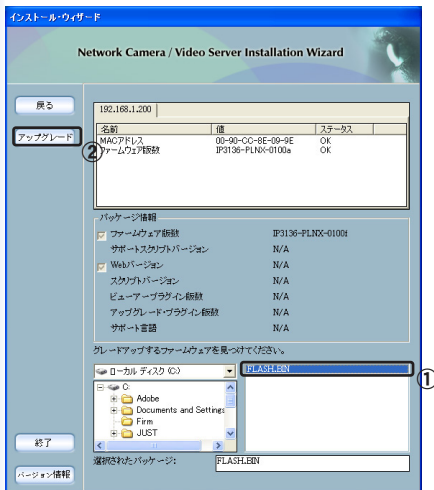 インストール・ウィザード
Network Camera / Video Server Installation Wizard
戻る
アップグレード
②
192.168.1.200
名前 値 ステータス
MACアドレス 00-90-CC-8E-09-9E OK
ファームウェア版数 IP3136-PLNX-0100a OK
パッケージ情報
ファームウェア版数 IP3136-PLNX-0100f
サポートスクリプトバージョン N/A
Webバージョン N/A
スクリプトバージョン N/A
ビューアープラグイン版数 N/A
アップグレード・プラグイン版数 N/A
サポート言語 N/A
グレードアップするファームウェアを見つけてください。
ローカル ディスク (C:)
FLASH.BIN
①
C:
Adobe
Documents and Settings
Firm
JUST
終了
選択されたパッケージ: FLASH.BIN
バージョン情報